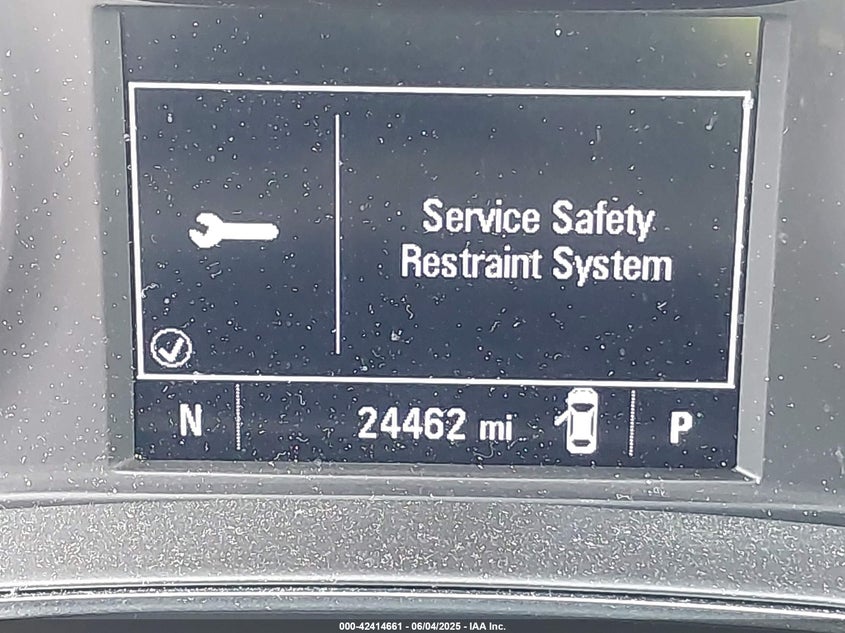 Service Safety
Restraint System
N 24462 mi P
000-42414661 - 06/04/2025 - IAA Inc.